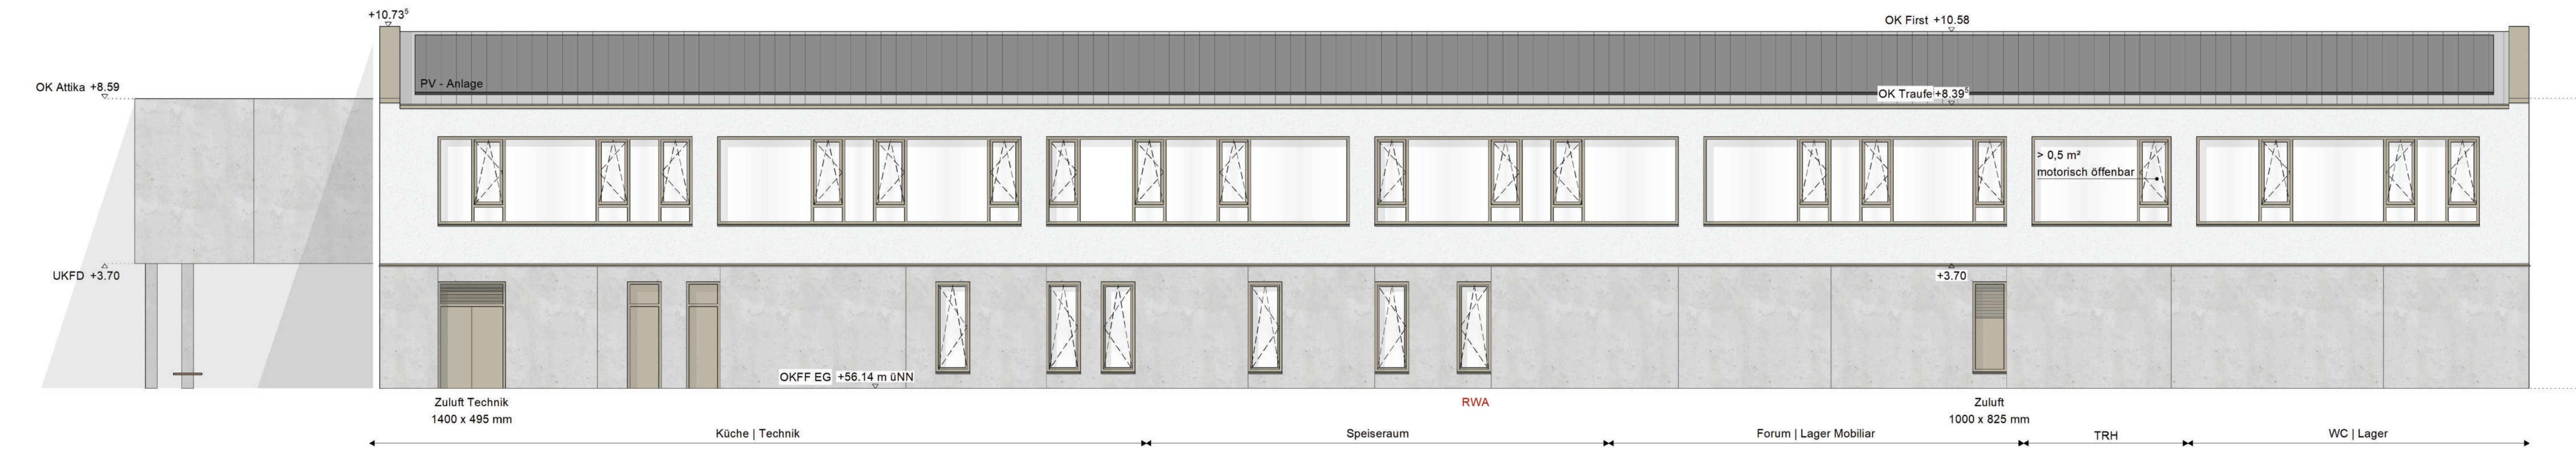 +10.73⁵
OK First +10.58
OK Attika +8.59
PV - Anlage
OK Traufe +8.39⁵
> 0,5 m²
motorisch öffenbar
UKFD +3.70
+3.70
OKFF EG +56.14 m üNN
Zuluft Technik
1400 x 495 mm
RWA
Zuluft
1000 x 825 mm
Küche | Technik
Speiseraum
Forum | Lager Mobiliar
TRH
WC | Lager